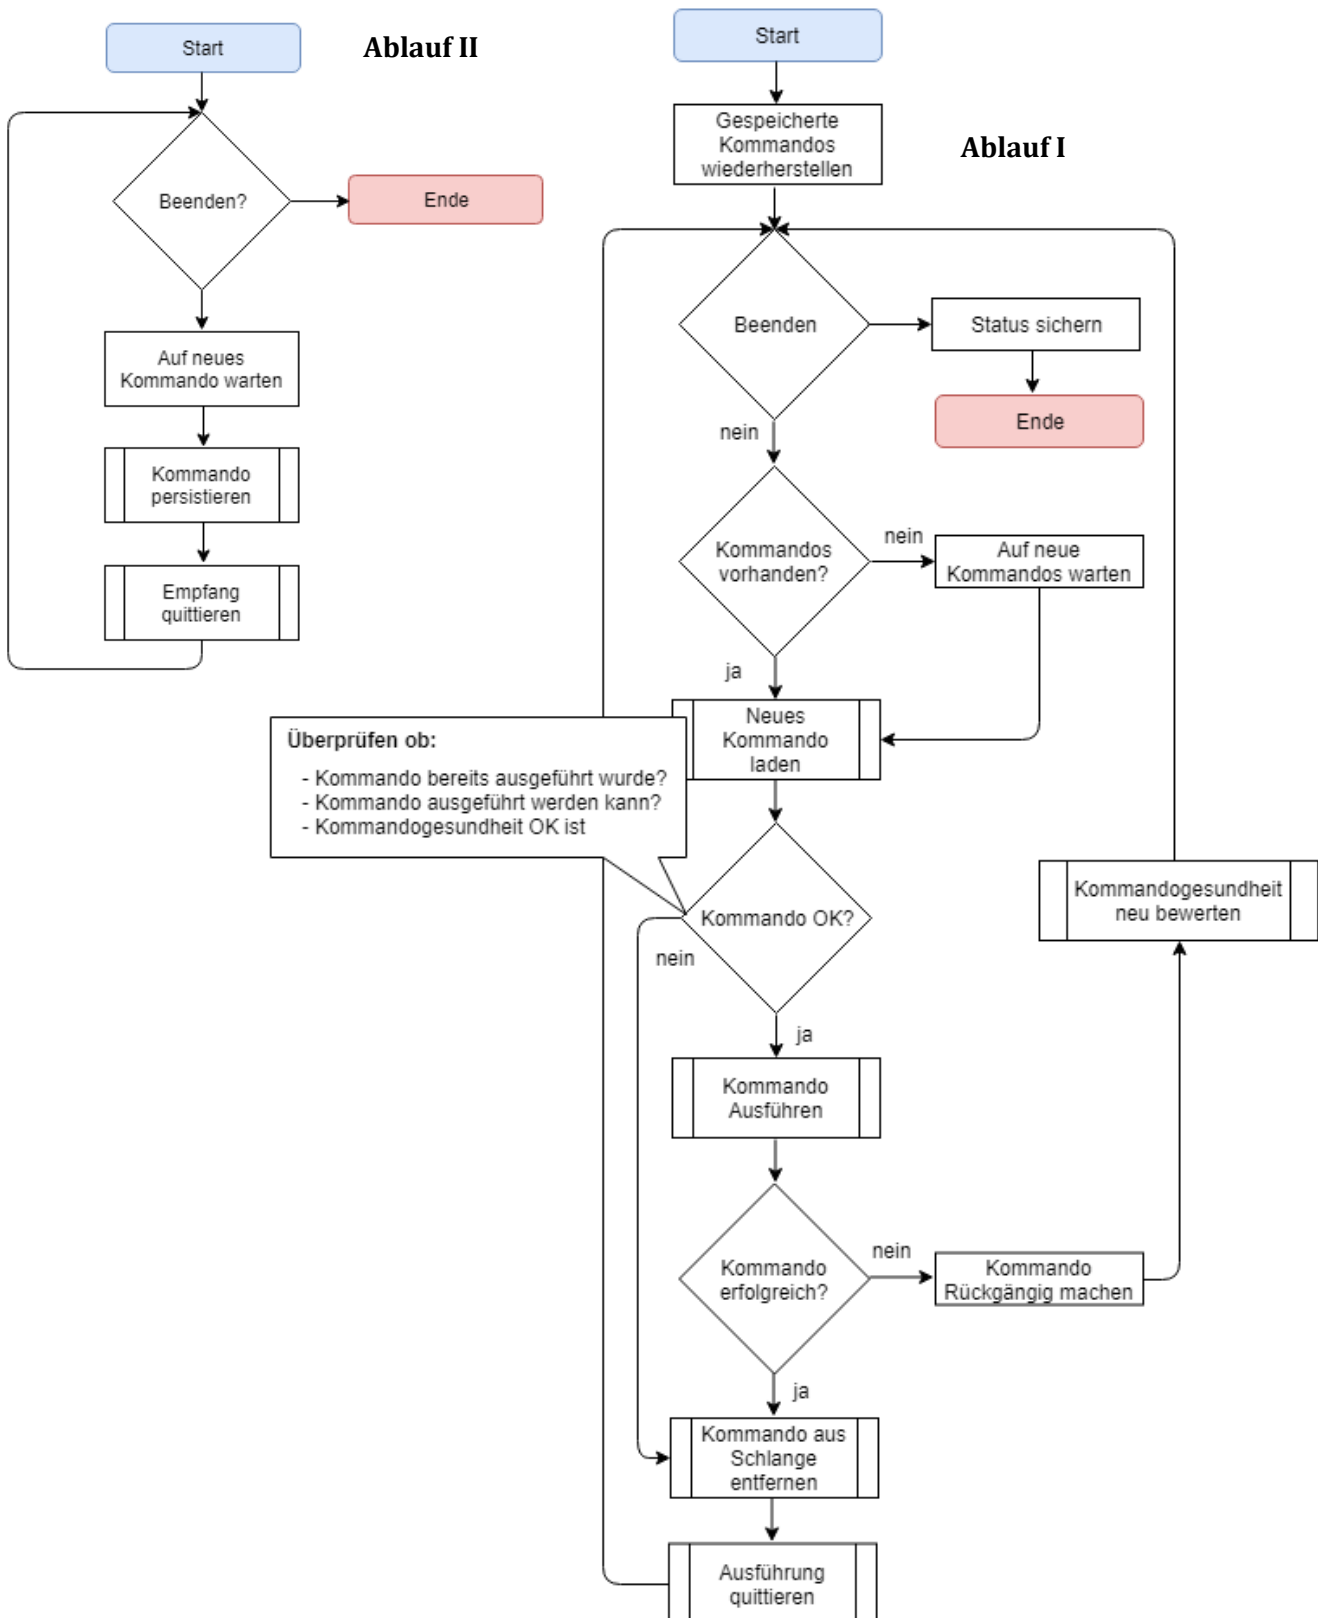 Start
Ablauf II
Beenden?
Ende
Auf neues
Kommando warten
Kommando
persistieren
Empfang
quittieren
Start
Ablauf I
Gespeicherte
Kommandos
wiederherstellen
Beenden
Status sichern
Ende
nein
Kommandos
vorhanden?
nein
Auf neue
Kommandos warten
ja
Neues
Kommando
laden
Überprüfen ob:
- Kommando bereits ausgeführt wurde?
- Kommando ausgeführt werden kann?
- Kommandogesundheit OK ist
Kommando OK?
nein
Kommandogesundheit
neu bewerten
ja
Kommando
Ausführen
Kommando
erfolgreich?
nein
Kommando
Rückgängig machen
ja
Kommando aus
Schlange
entfernen
Ausführung
quittieren